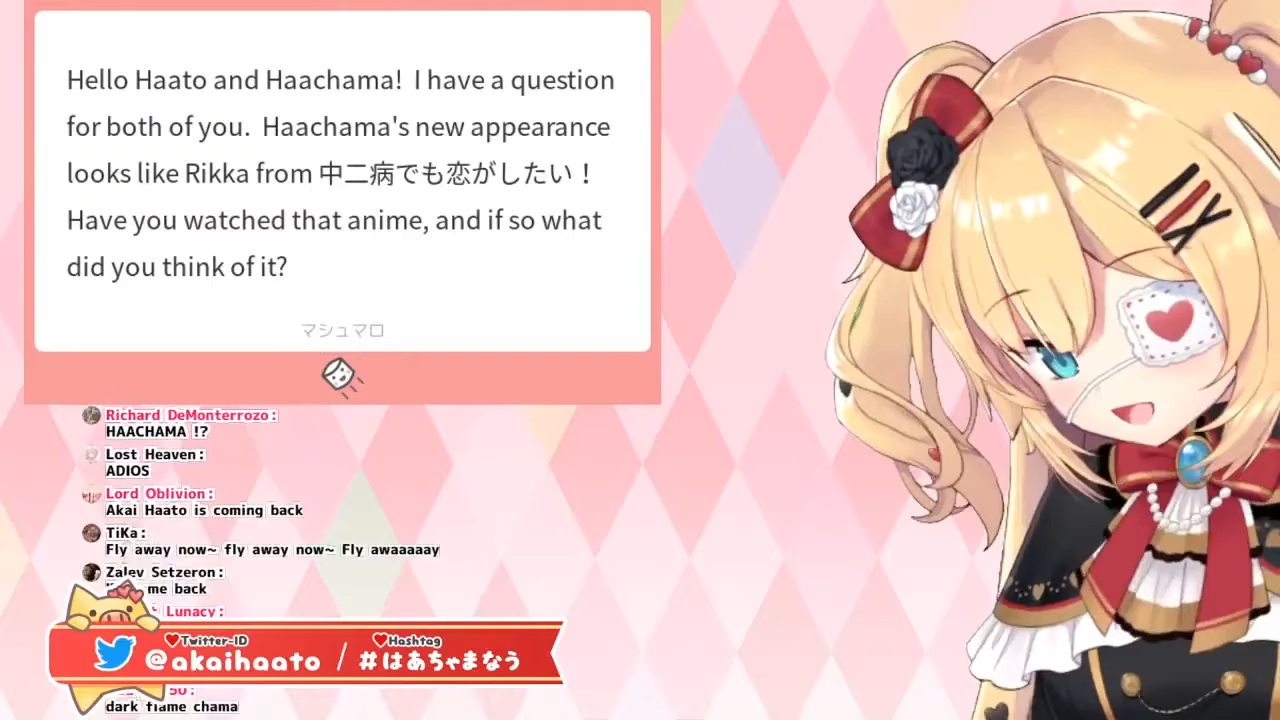 Hello Haato and Haachama! I have a question
for both of you. Haachama's new appearance
looks like Rikka from 中二病でも恋がしたい！
Have you watched that anime, and if so what
did you think of it?
マシュマロ
Richard DeMonterrozo:
HAACHAMA !?
Lost Heaven:
ADIOS
Lord Oblivion:
Akai Haato is coming back
TiKa:
Fly away now~ fly away now~ Fly awaaaaay
Zalev Setzeron:
me back
Lunacy:
Twitter-ID
Hashtag
@akaihaato / #はあちゃまなう
50:
dark flame chama